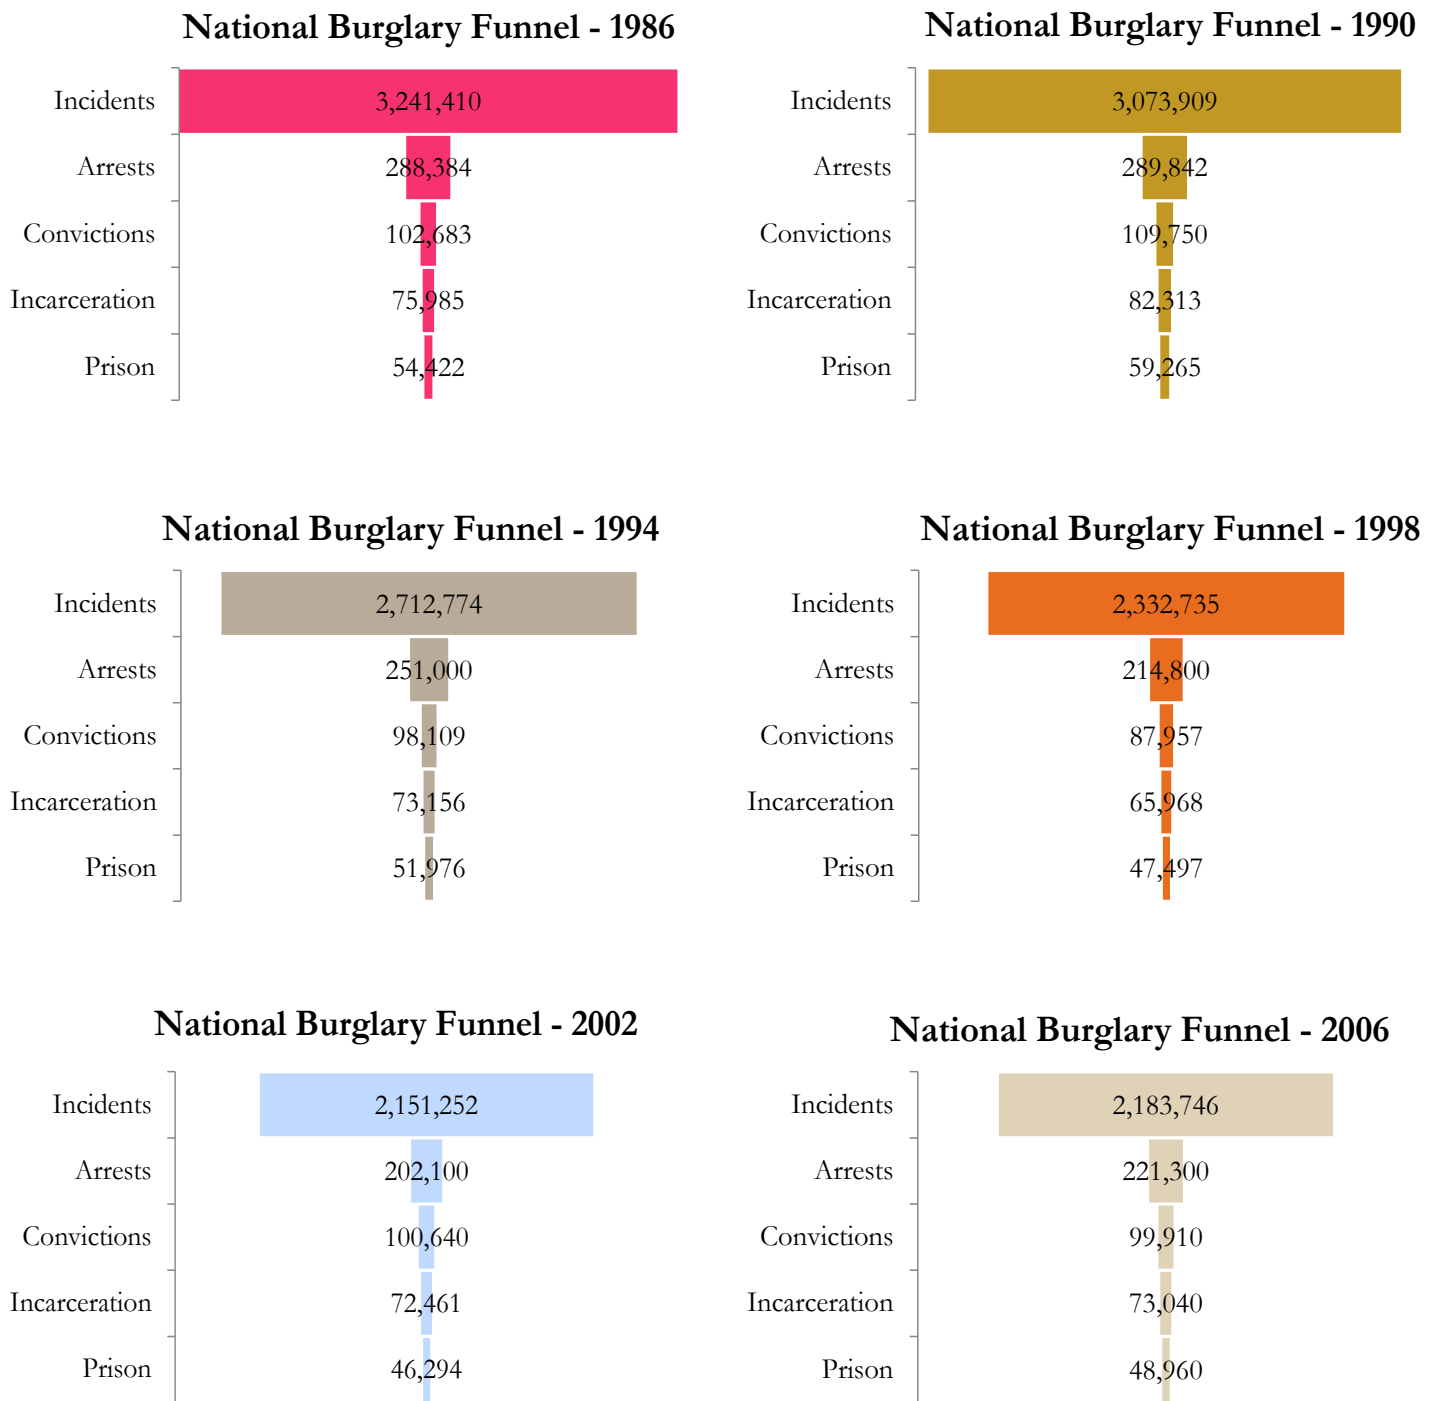 National Burglary Funnel - 1986
Incidents 3,241,410
Arrests 288,384
Convictions 102,683
Incarceration 75,985
Prison 54,422
National Burglary Funnel - 1990
Incidents 3,073,909
Arrests 289,842
Convictions 109,750
Incarceration 82,313
Prison 59,265
National Burglary Funnel - 1994
Incidents 2,712,774
Arrests 251,000
Convictions 98,109
Incarceration 73,156
Prison 51,976
National Burglary Funnel - 1998
Incidents 2,332,735
Arrests 214,800
Convictions 87,957
Incarceration 65,968
Prison 47,497
National Burglary Funnel - 2002
Incidents 2,151,252
Arrests 202,100
Convictions 100,640
Incarceration 72,461
Prison 46,294
National Burglary Funnel - 2006
Incidents 2,183,746
Arrests 221,300
Convictions 99,910
Incarceration 73,040
Prison 48,960